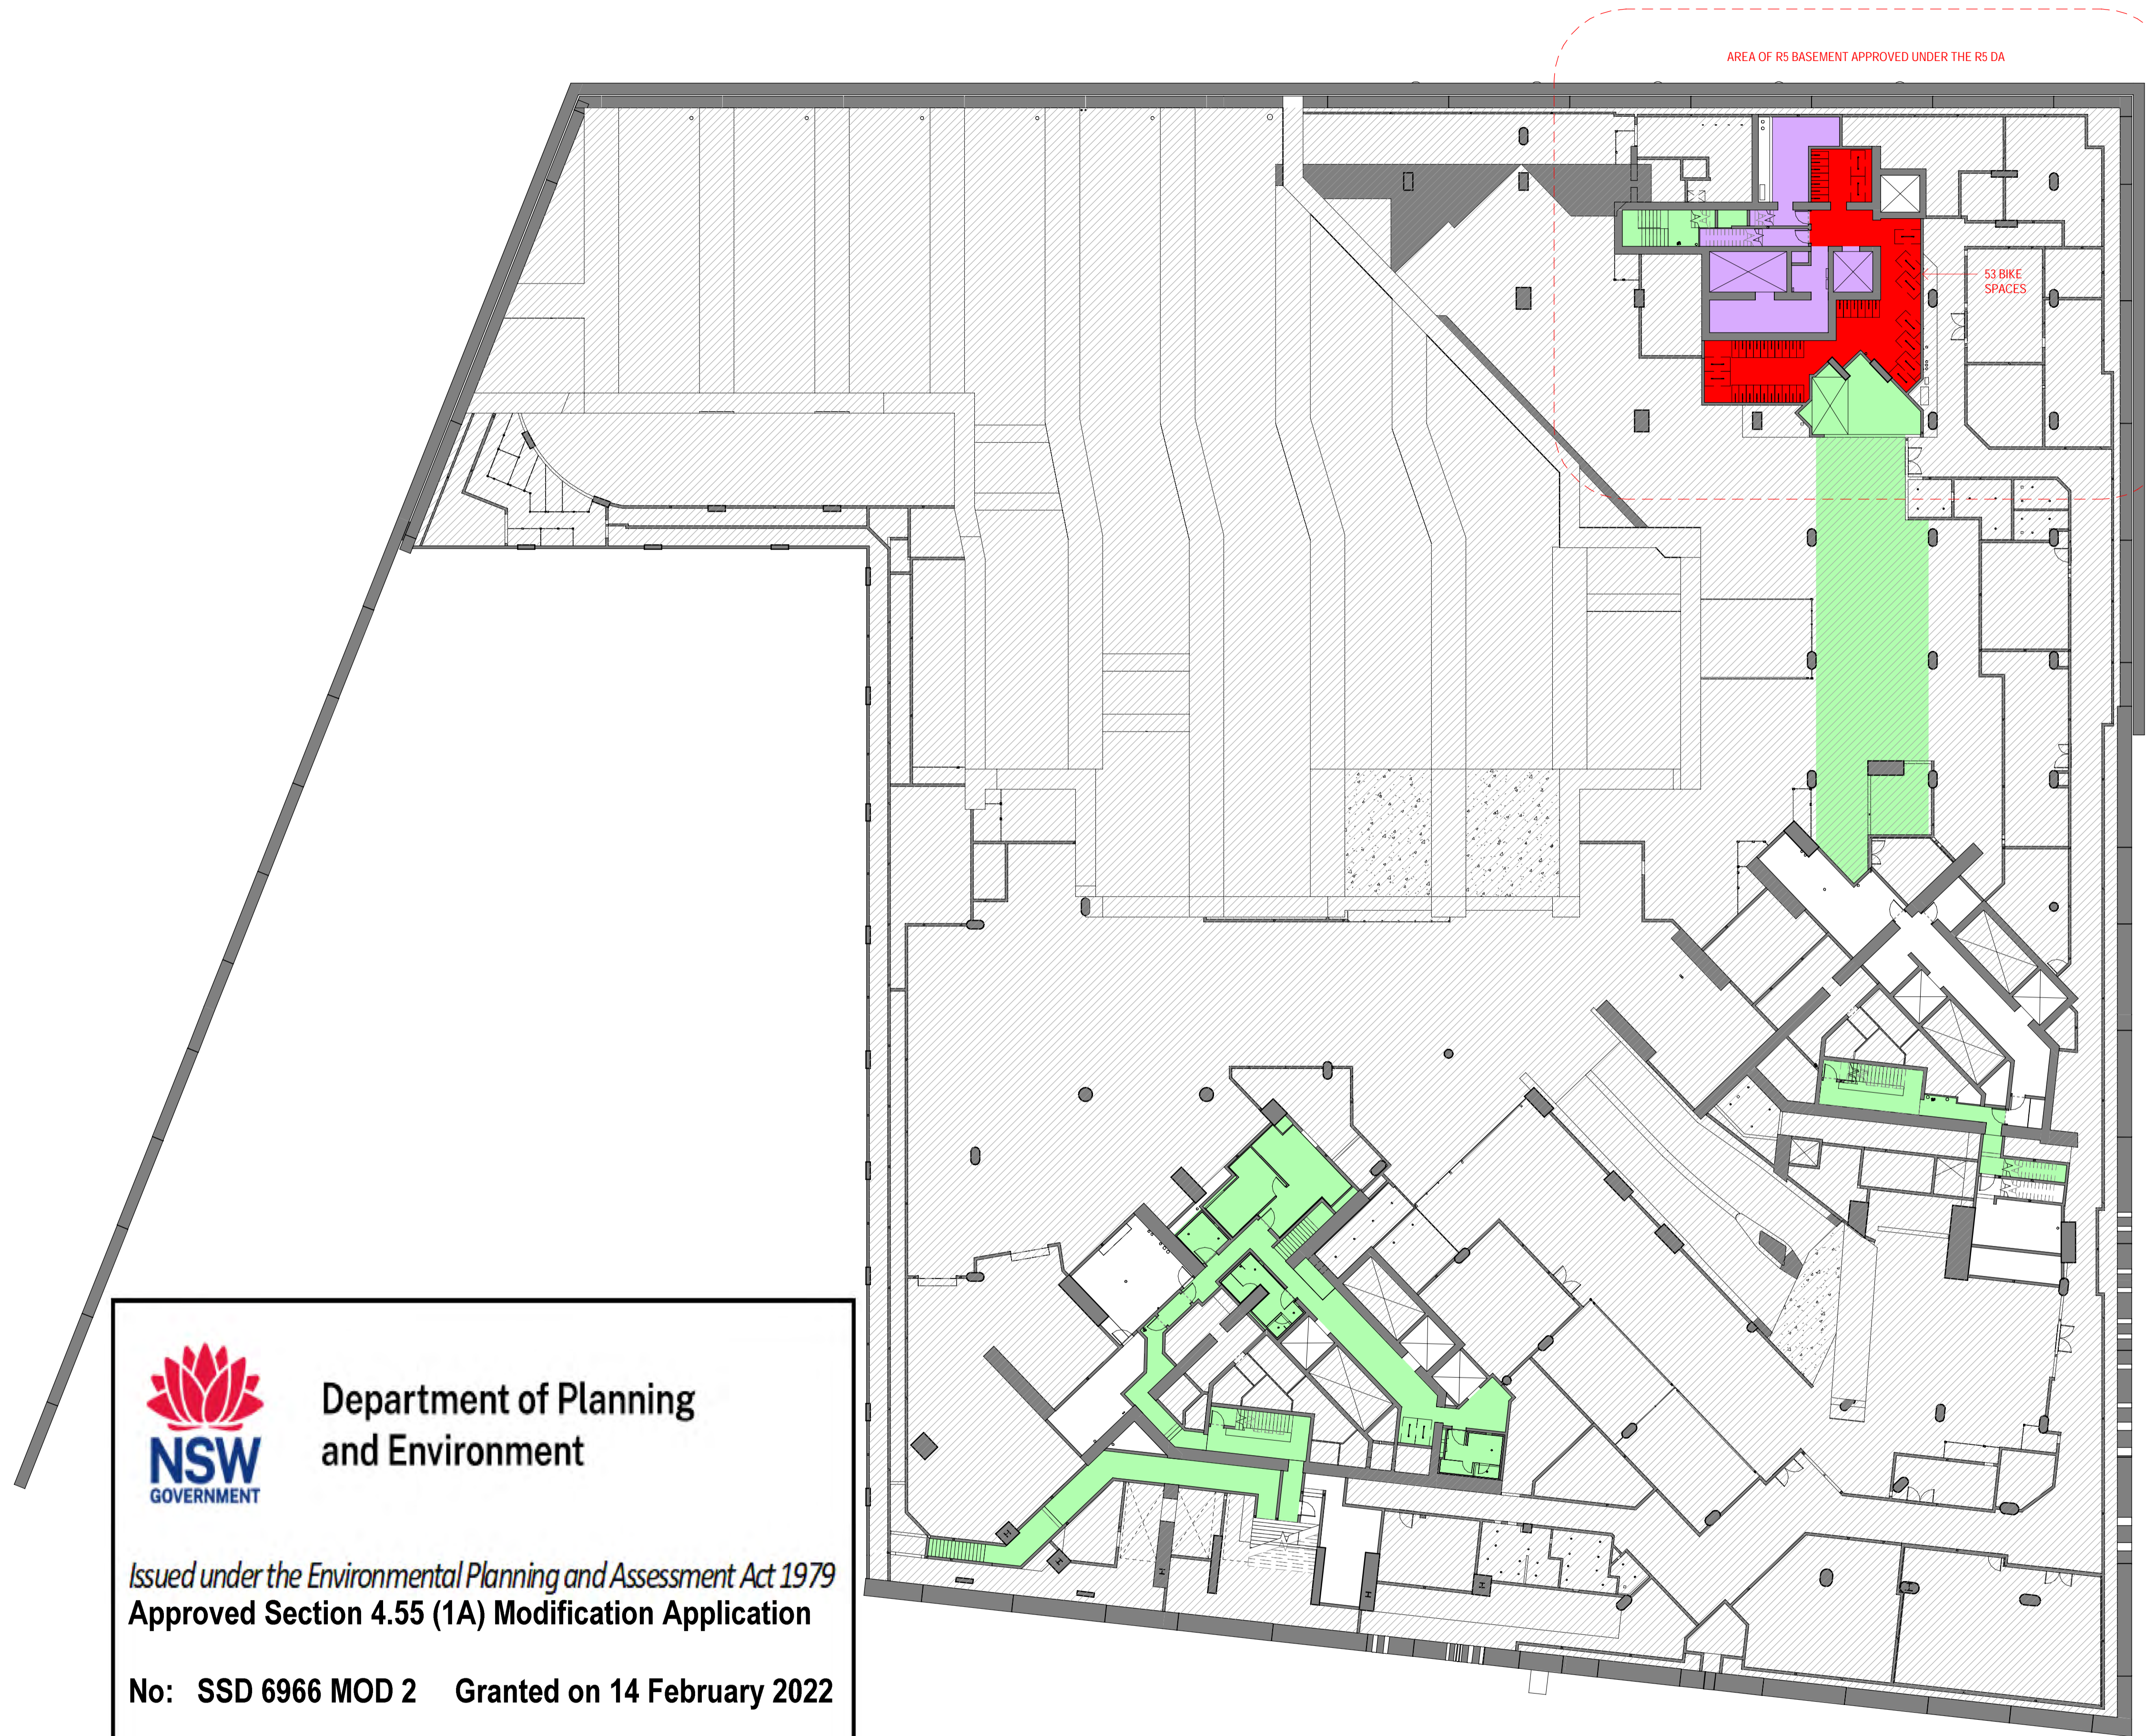 AREA OF R5 BASEMENT APPROVED UNDER THE R5 DA
53 BIKE
SPACES
NSW
GOVERNMENT
Department of Planning
and Environment
Issued under the Environmental Planning and Assessment Act 1979
Approved Section 4.55 (1A) Modification Application
No: SSD 6966 MOD 2 Granted on 14 February 2022